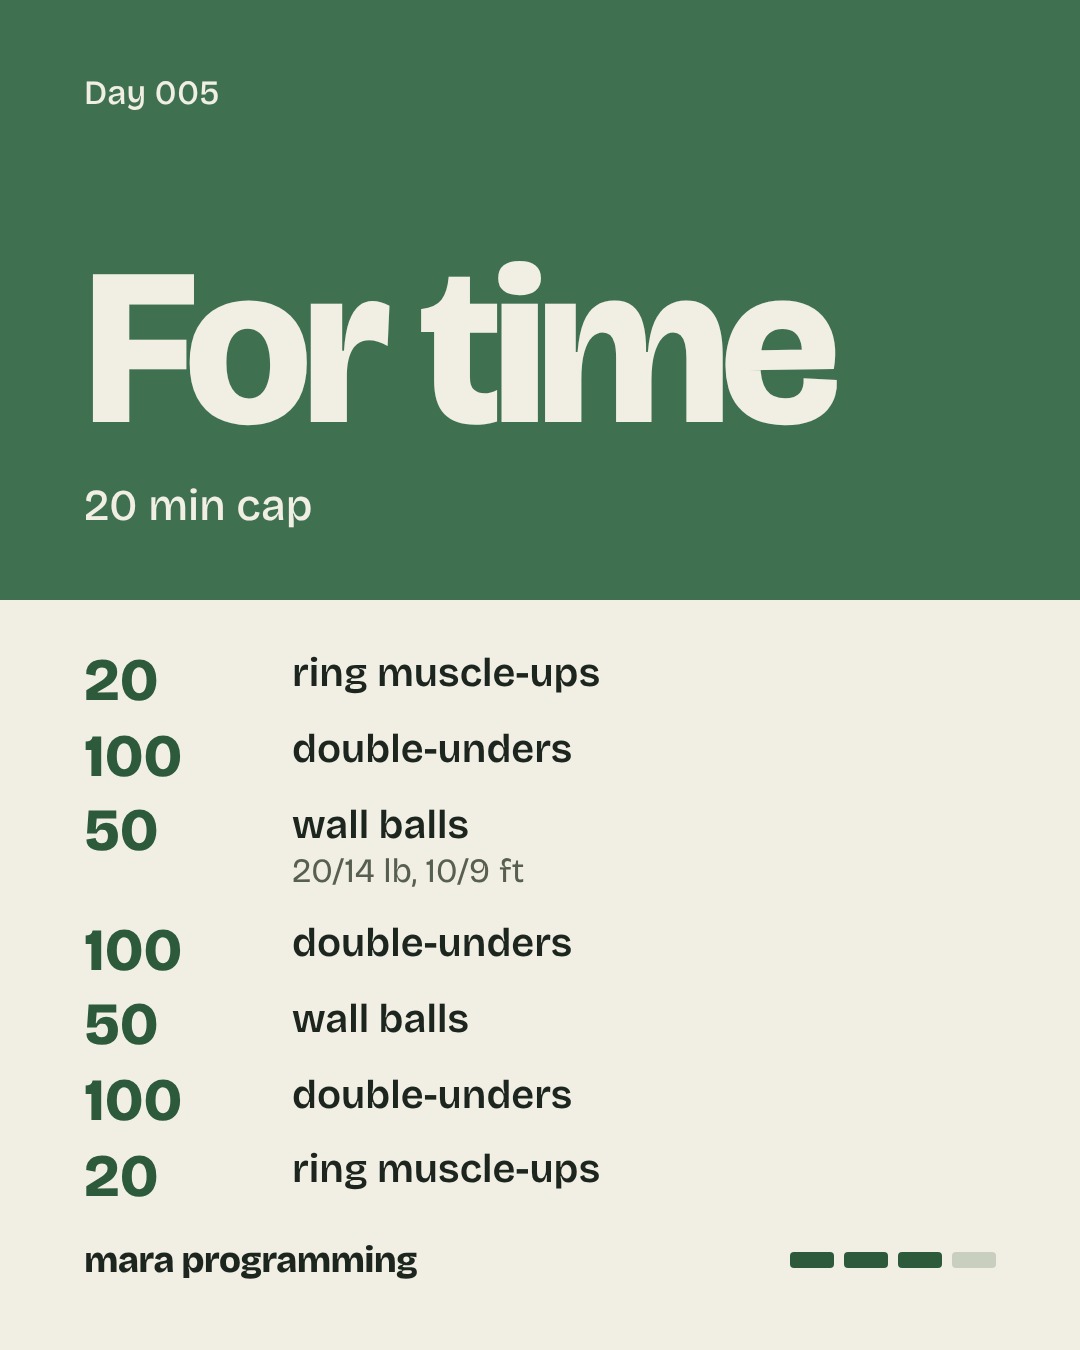 Day 005
For time
20 min cap
20 ring muscle-ups
100 double-unders
50 wall balls
20/14 lb, 10/9 ft
100 double-unders
50 wall balls
100 double-unders
20 ring muscle-ups
mara programming